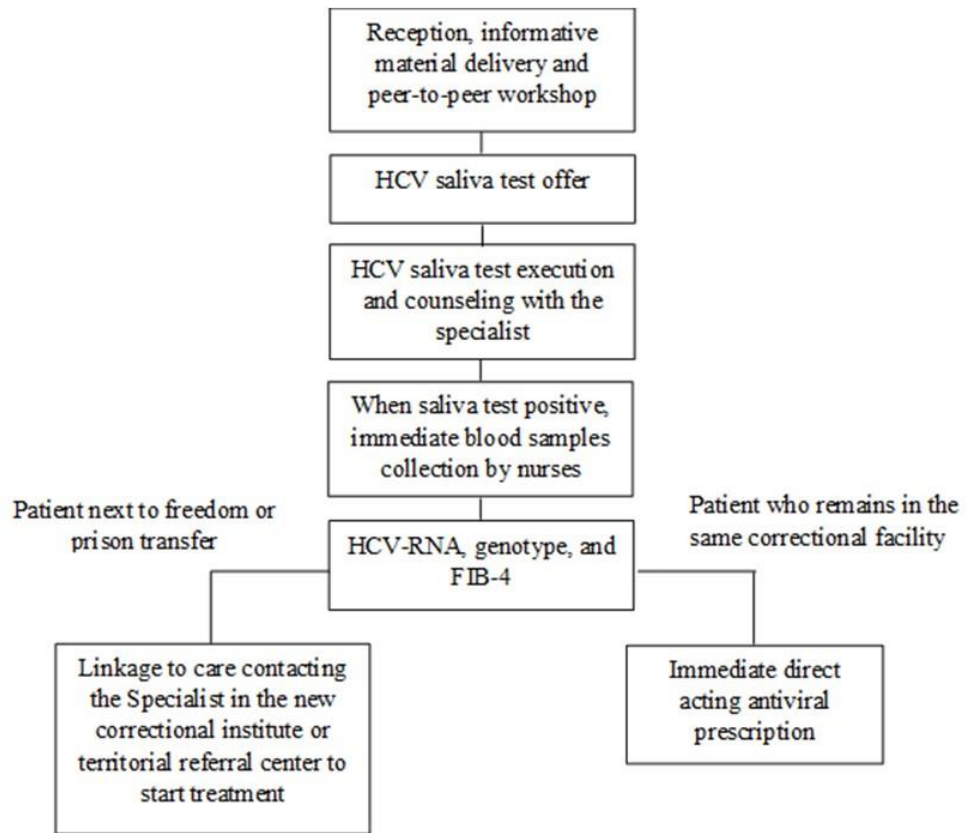 Reception, informative
material delivery and
peer-to-peer workshop
HCV saliva test offer
HCV saliva test execution
and counseling with the
specialist
When saliva test positive,
immediate blood samples
collection by nurses
Patient next to freedom or
prison transfer
HCV-RNA, genotype, and
FIB-4
Patient who remains in the
same correctional facility
Linkage to care contacting
the Specialist in the new
correctional institute or
territorial referral center to
start treatment
Immediate direct
acting antiviral
prescription